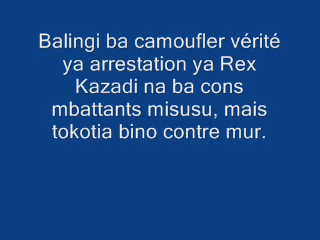 Balingi ba camoufler vérité
ya arrestation ya Rex
Kazadi na ba cons
mbattants misusu, mais
tokotia bino contre mur.